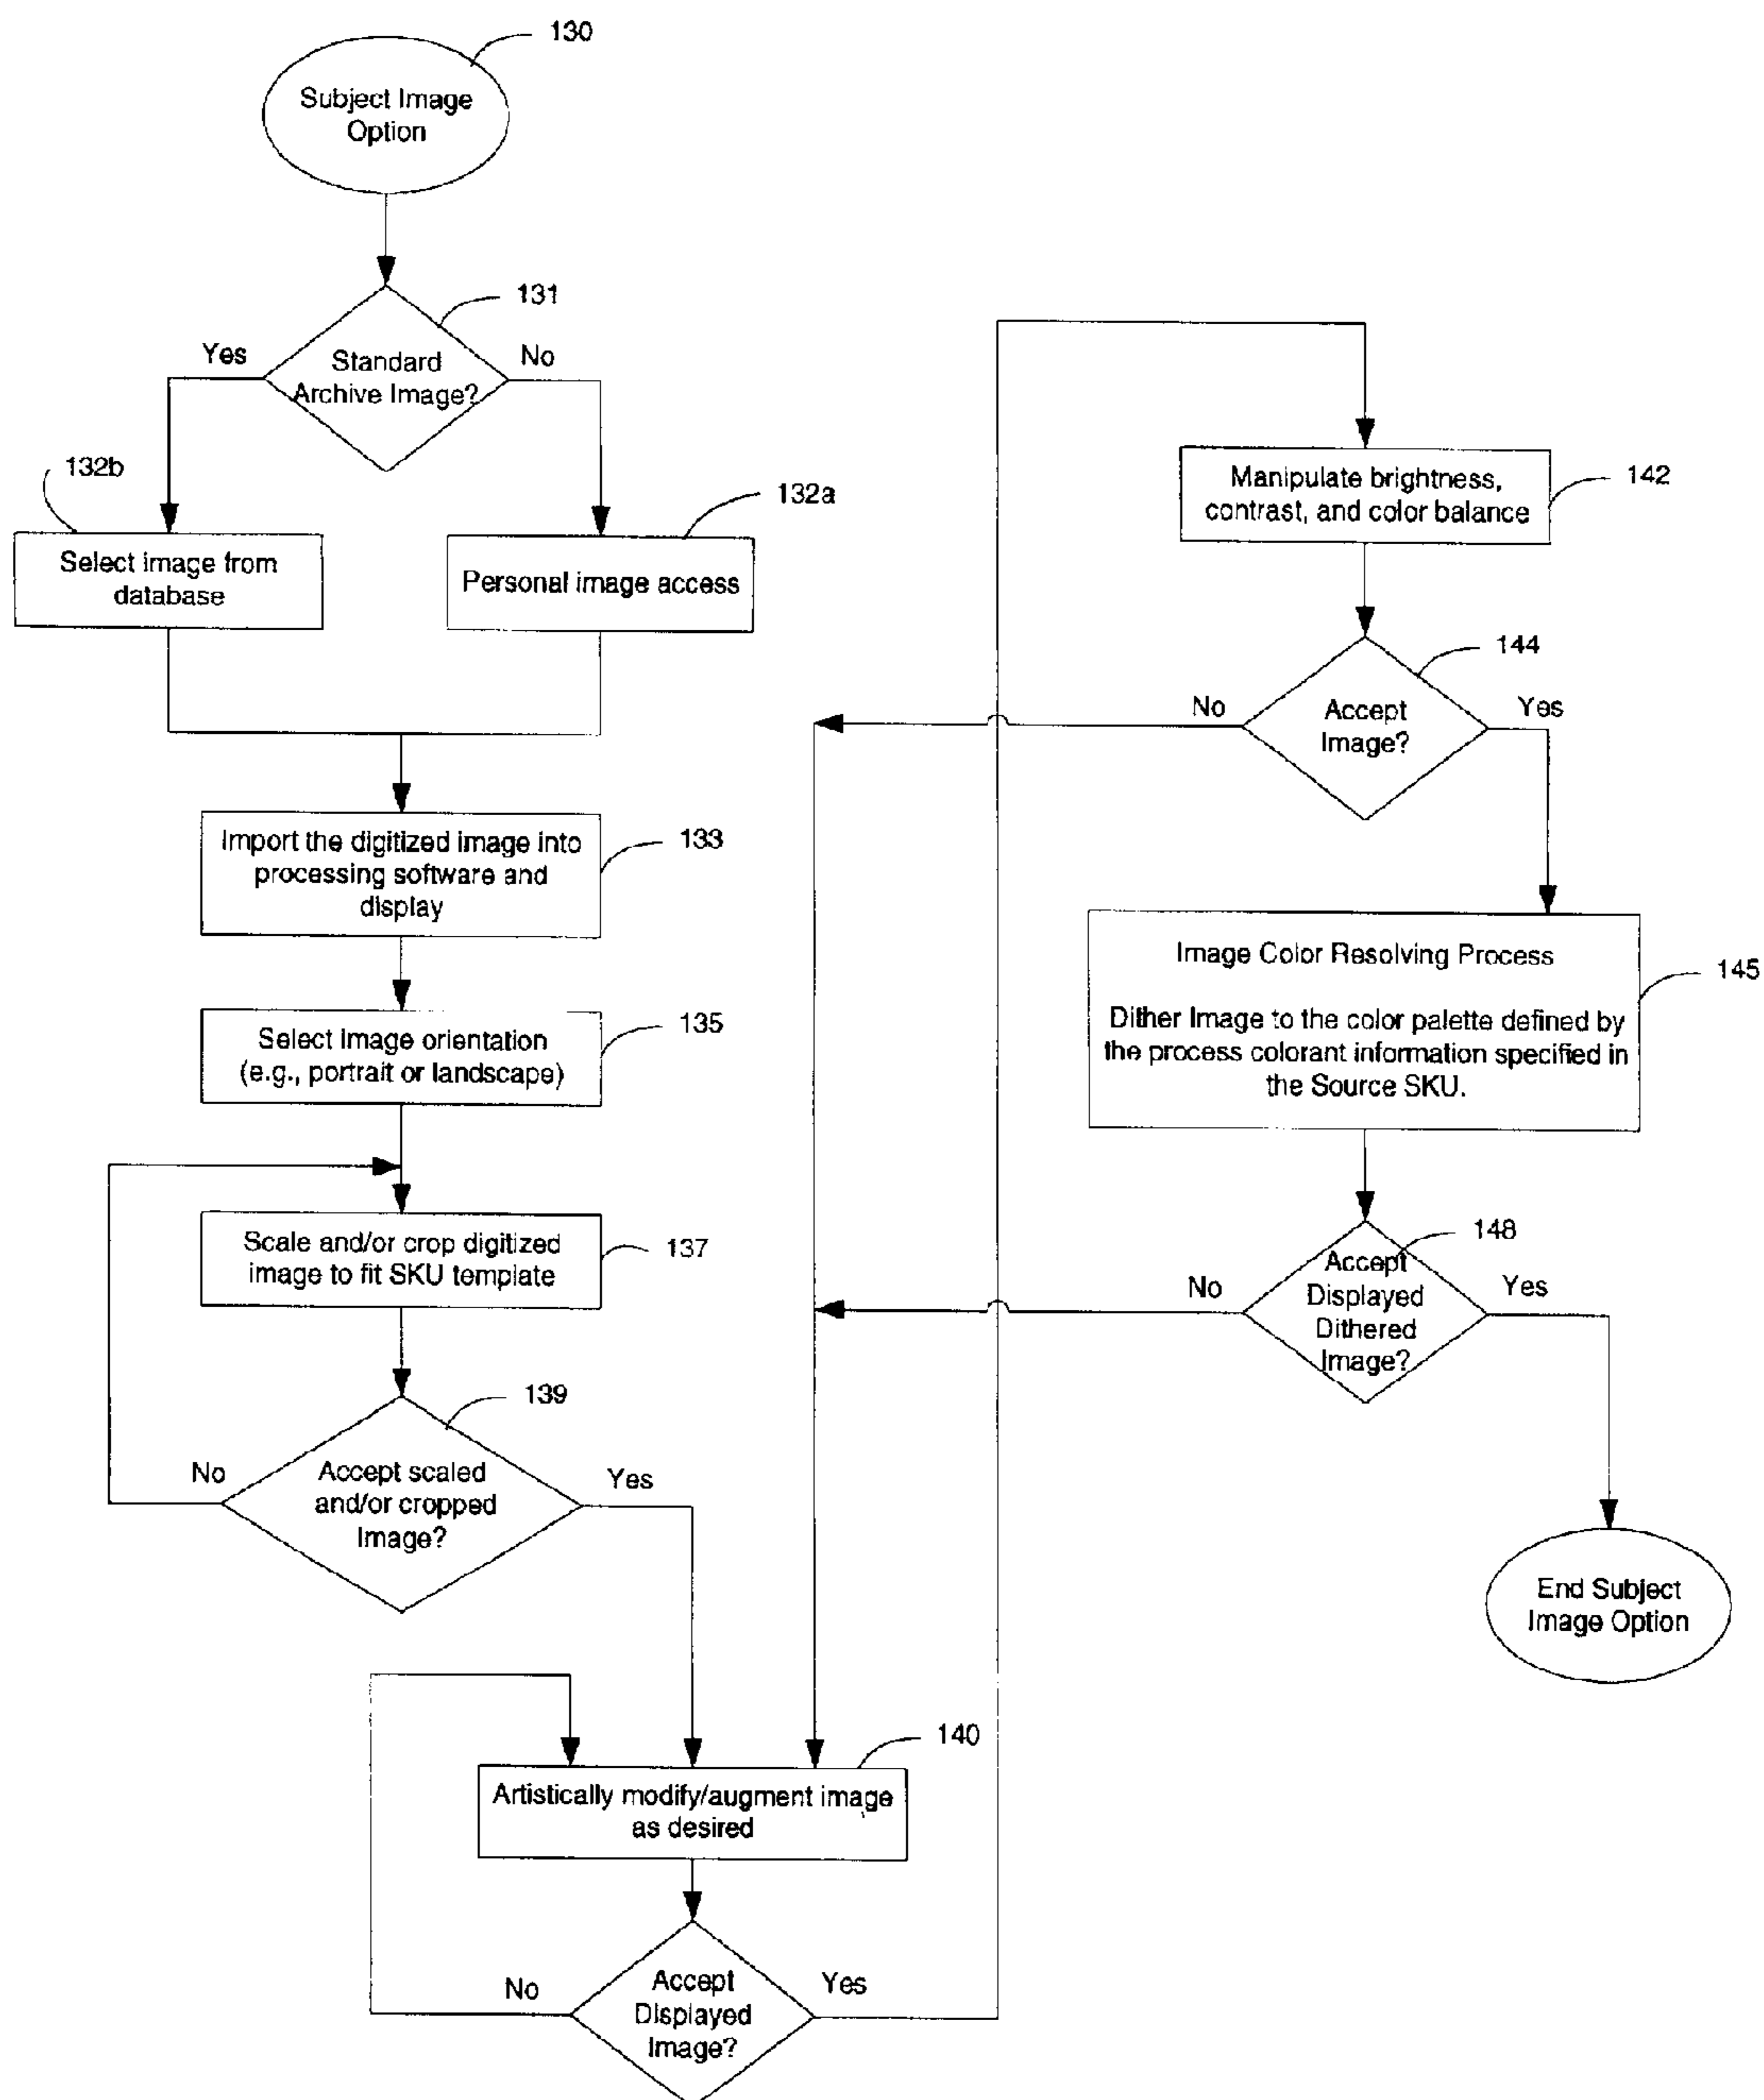 130
Subject Image
Option
131
Yes
No
Standard
Archive Image?
132b
132a
Select image from
database
Personal image access
Import the digitized image into
processing software and
display
133
Select image orientation
(e.g., portrait or landscape)
135
Scale and/or crop digitized
image to fit SKU template
137
139
No
Accept scaled
and/or cropped
Image?
Yes
140
Artistically modify/augment image
as desired
No
Accept
Displayed
Image?
Yes
Manipulate brightness,
contrast, and color balance
142
144
No
Accept
Image?
Yes
Image Color Resolving Process
Dither Image to the color palette defined by
the process colorant information specified in
the Source SKU.
145
148
No
Accept
Displayed
Dithered
Image?
Yes
End Subject
Image Option